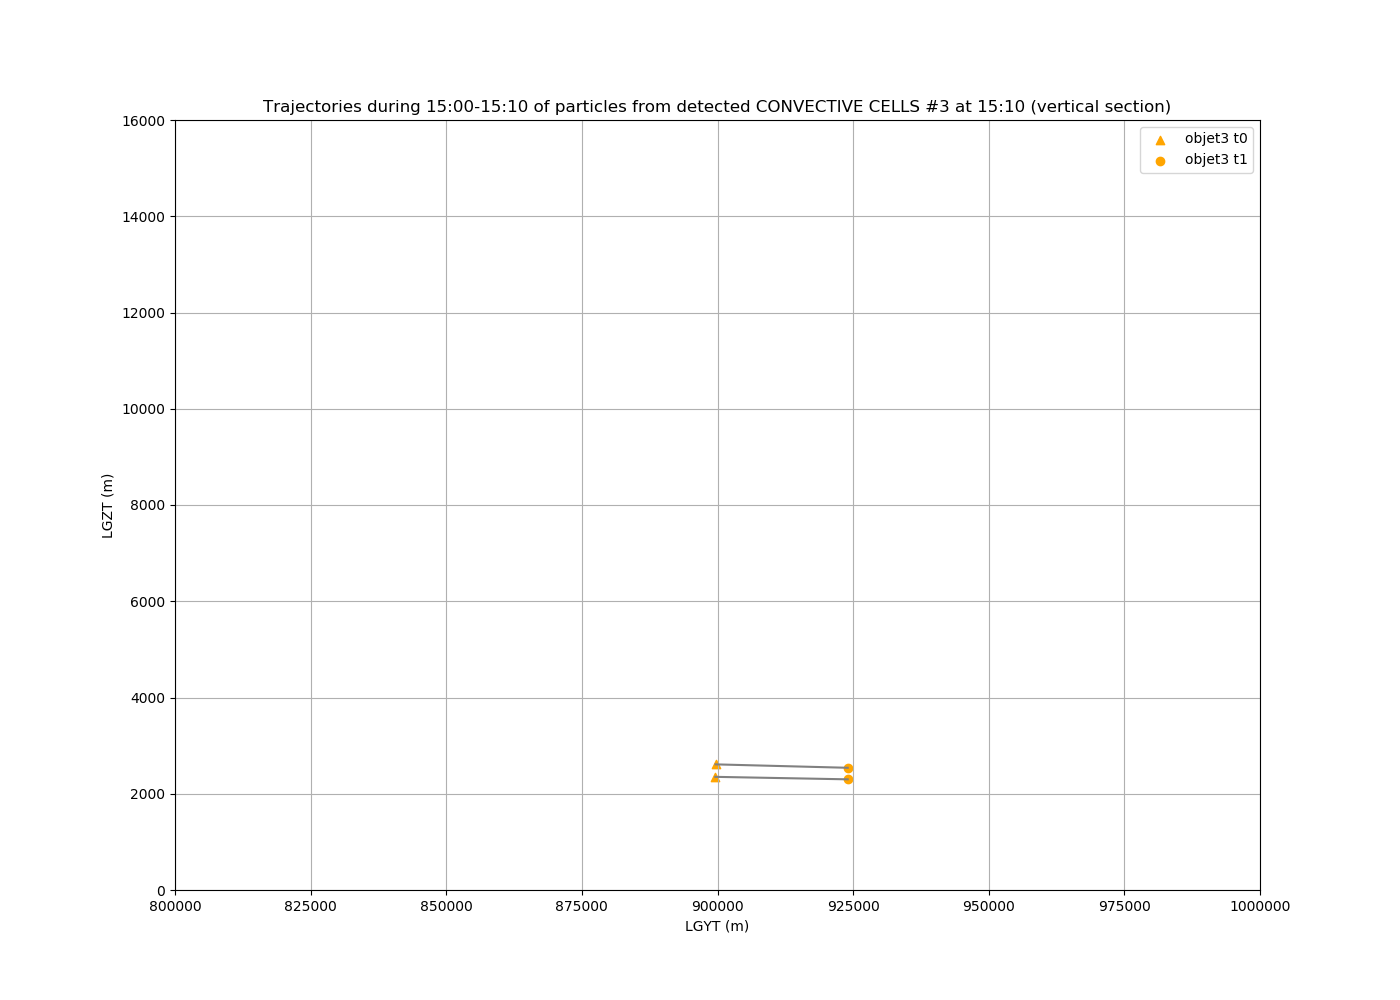 Trajectories during 15:00-15:10 of particles from detected CONVECTIVE CELLS #3 at 15:10 (vertical section)
objet3 t0
objet3 t1
16000
14000
12000
10000
8000
6000
4000
2000
0
LGZT (m)
800000 825000 850000 875000 900000 925000 950000 975000 1000000
LGYT (m)